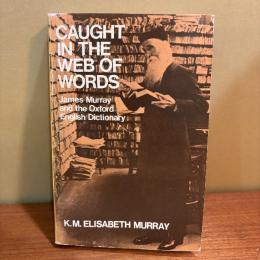 CAUGHT
IN THE
WEB OF
WORDS
James Murray
and the Oxford
English Dictionary
K.M. ELISABETH MURRAY